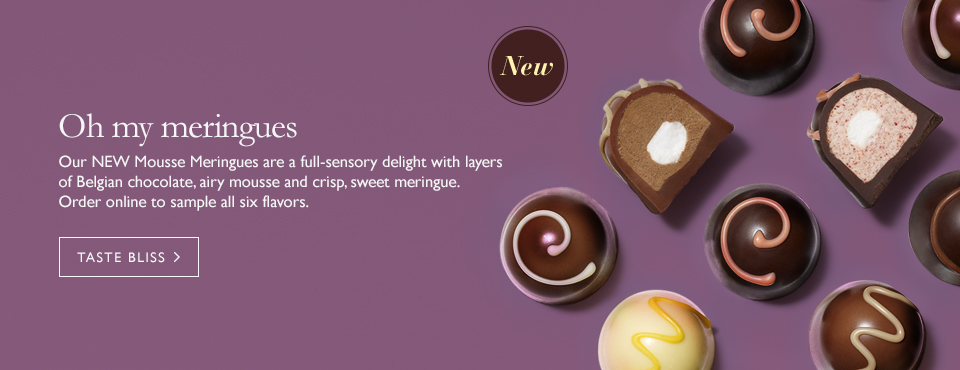 New
Oh my meringues
Our NEW Mousse Meringues are a full-sensory delight with layers
of Belgian chocolate, airy mousse and crisp, sweet meringue.
Order online to sample all six flavors.
TASTE BLISS >